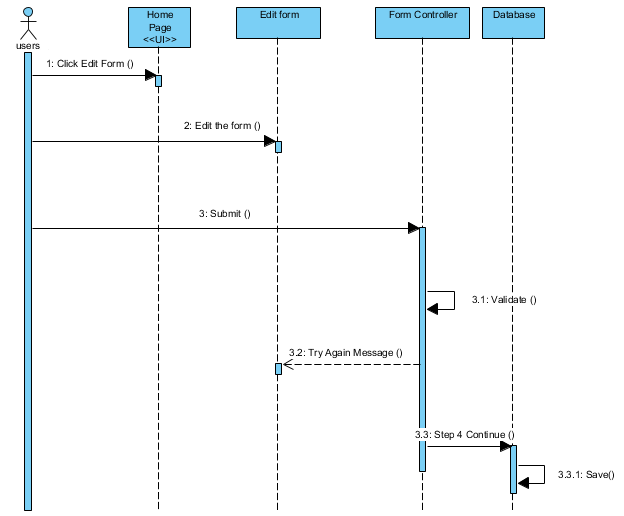 Home
Page
<<UI>>
Edit form
Form Controller
Database
users
1: Click Edit Form ()
2: Edit the form ()
3: Submit ()
3.1: Validate ()
3.2: Try Again Message ()
3.3: Step 4 Continue ()
3.3.1: Save()